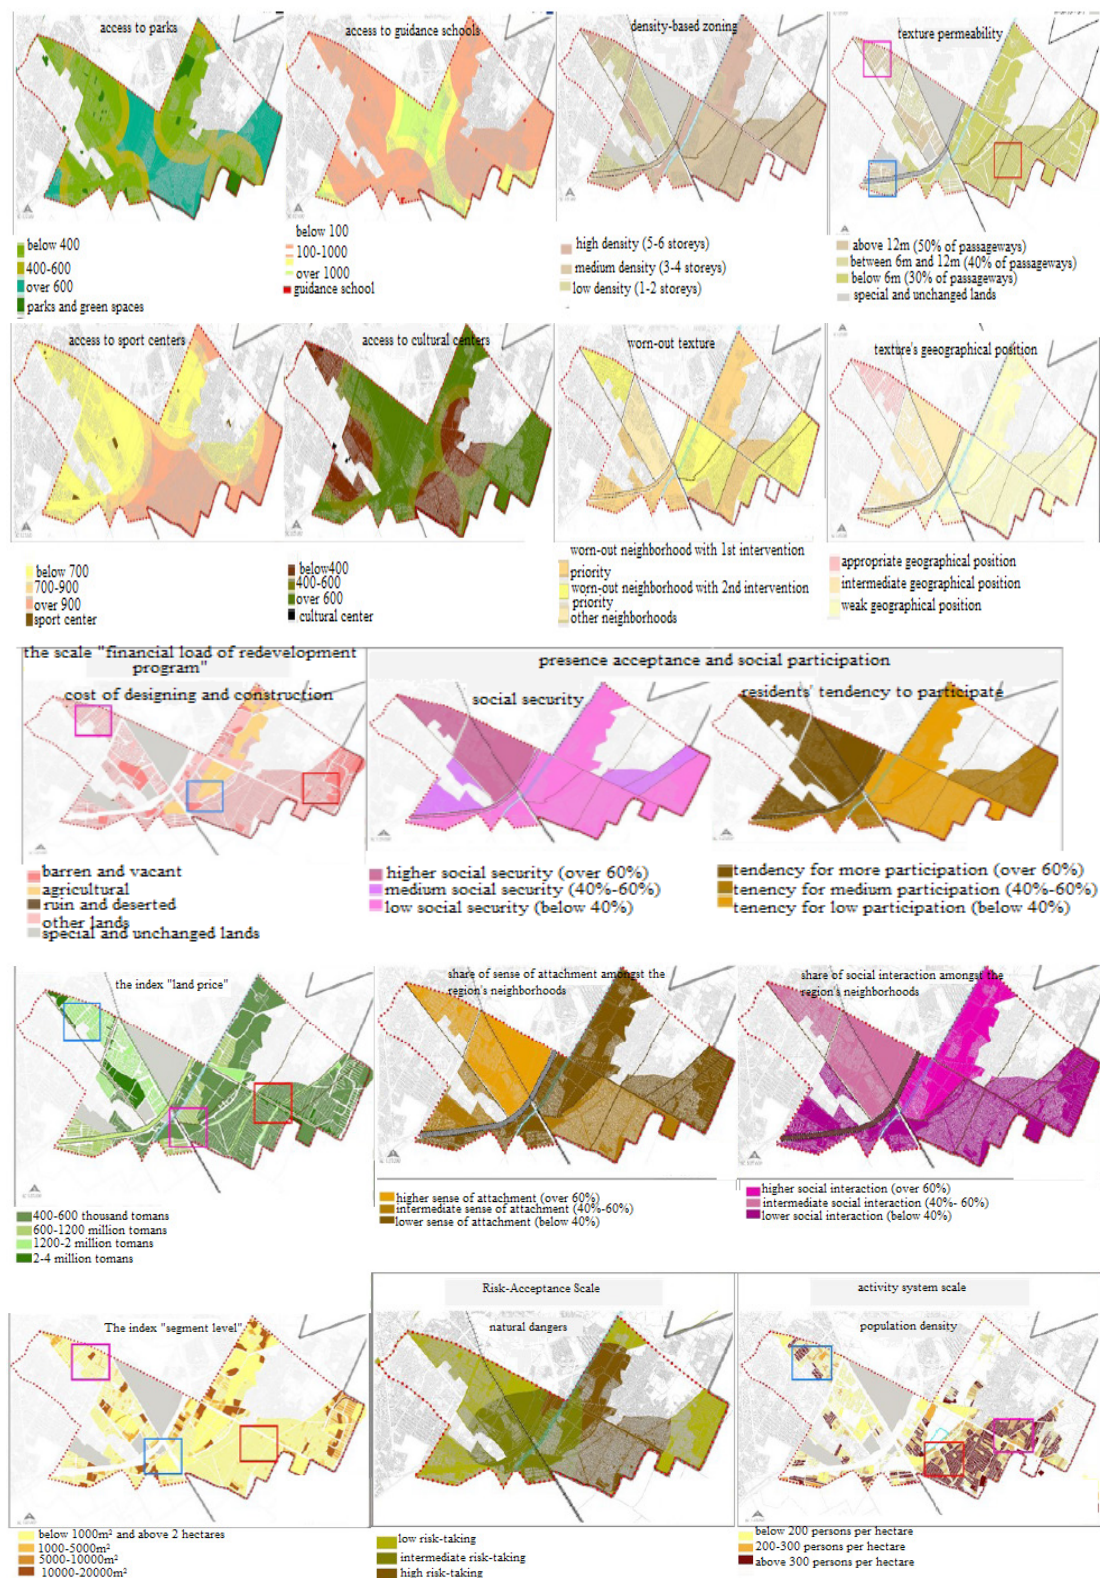 access to parks
access to guidance schools
density-based zoning
texture permeability
below 400
400-600
over 600
parks and green spaces
below 100
100-1000
over 1000
guidance school
high density (5-6 storeys)
medium density (3-4 storeys)
low density (1-2 storeys)
above 12m (50% of passageways)
between 6m and 12m (40% of passageways)
below 6m (30% of passageways)
special and unchanged lands
access to sport centers
access to cultural centers
worn-out texture
texture's geeographical position
below 700
700-900
over 900
sport center
below400
400-600
over 600
cultural center
worn-out neighborhood with 1st intervention
priority
worn-out neighborhood with 2nd intervention
priority
other neighborhoods
appropriate geographical position
intermediate geographical position
weak geographical position
the scale "financial load of redevelopment
program"
cost of designing and construction
presence acceptance and social participation
social security
residents' tendency to participate
barren and vacant
agricultural
ruin and deserted
other lands
special and unchanged lands
higher social security (over 60%)
medium social security (40%-60%)
low social security (below 40%)
tendency for more participation (over 60%)
tenency for medium participation (40%-60%)
tenency for low participation (below 40%)
the index "land price"
share of sense of attachment amongst the
region's neighborhoods
share of social interaction amongst the
region's neighborhoods
400-600 thousand tomans
600-1200 million tomans
1200-2 million tomans
2-4 million tomans
higher sense of attachment (over 60%)
intermediate sense of attachment (40%-60%)
lower sense of attachment (below 40%)
higher social interaction (over 60%)
intermediate social interaction (40%- 60%)
lower social interaction (below 40%)
The index "segment level"
Risk-Acceptance Scale
natural dangers
activity system scale
population density
below 1000m² and above 2 hectares
1000-5000m²
5000-10000m²
10000-20000m²
low risk-taking
intermediate risk-taking
high risk-taking
below 200 persons per hectare
200-300 persons per hectare
above 300 persons per hectare